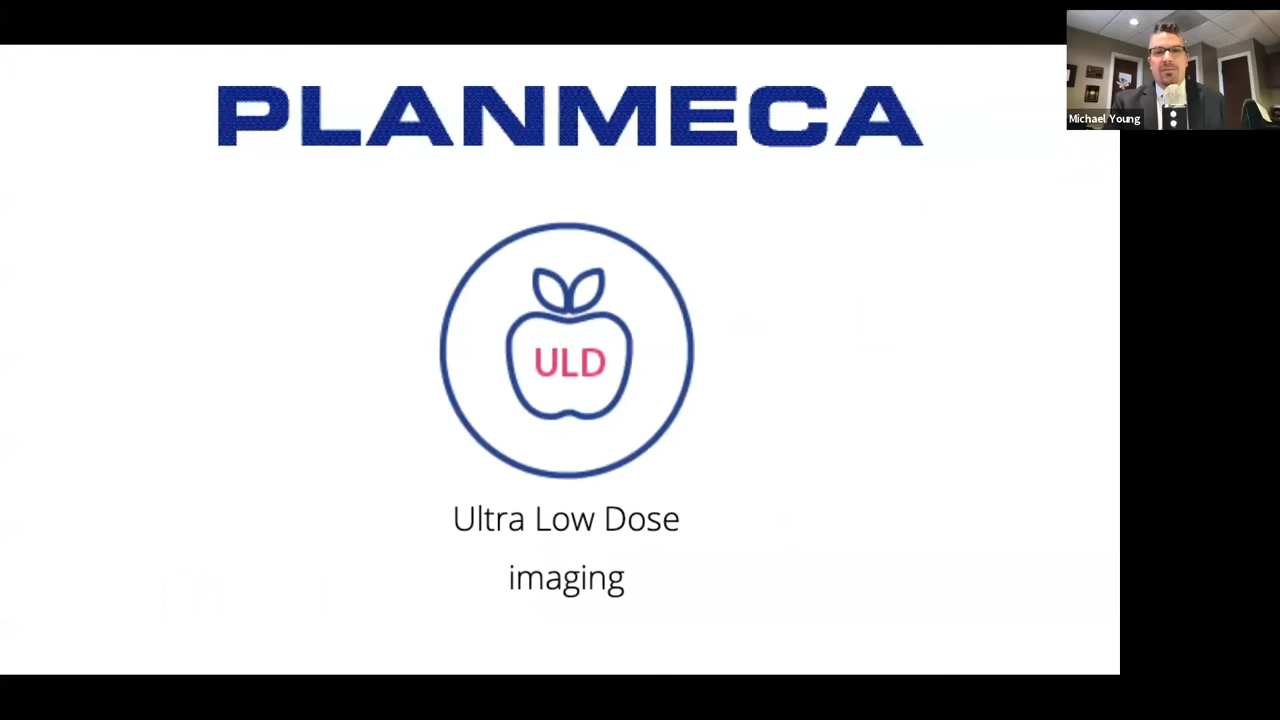 PLANMECA
Michael Young
ULD
Ultra Low Dose
imaging